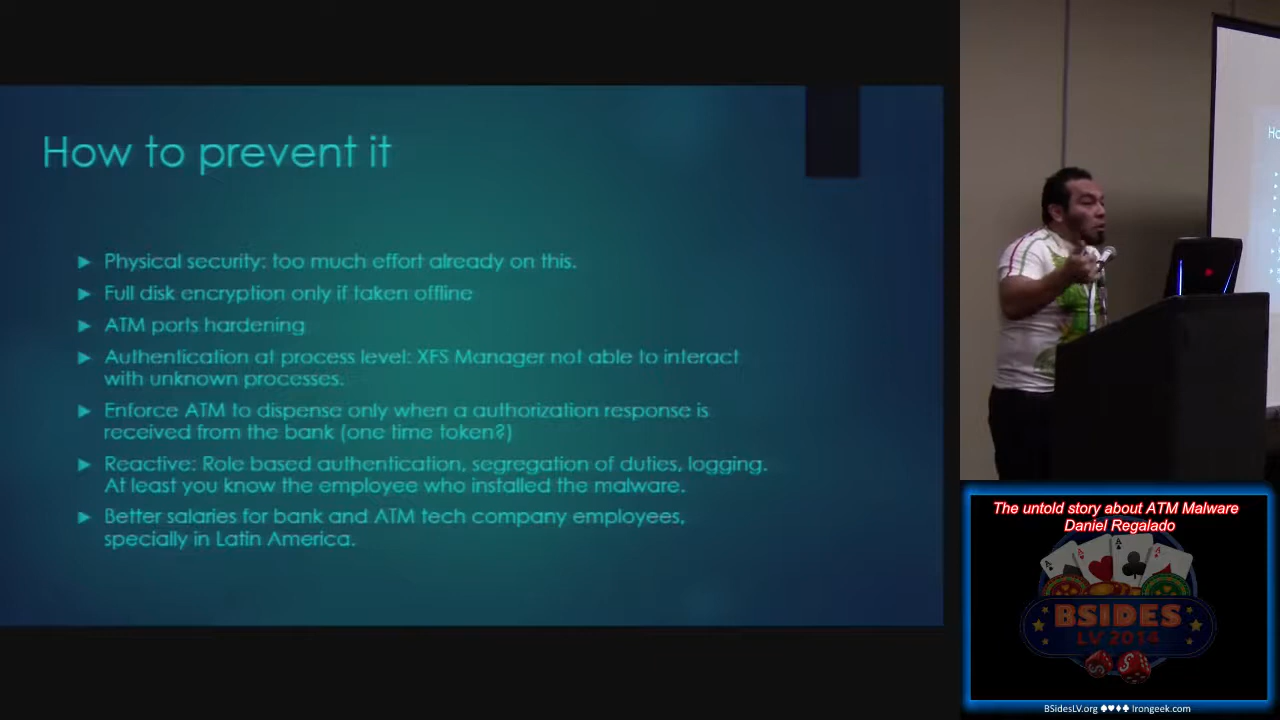 How to prevent it
Physical security: too much effort already on this.
Full disk encryption only if taken offline
ATM ports hardening
Authentication at process level: XFS Manager not able to interact
with unknown processes.
Enforce ATM to dispense only when a authorization response is
received from the bank (one time token?)
Reactive: Role based authentication, segregation of duties, logging.
At least you know the employee who installed the malware.
Better salaries for bank and ATM tech company employees,
specially in Latin America.
Ho
The untold story about ATM Malware
Daniel Regalado
A A A A
BSIDES
LV 2014
BSidesLV.org ♠♥♦♣ Irongeek.com